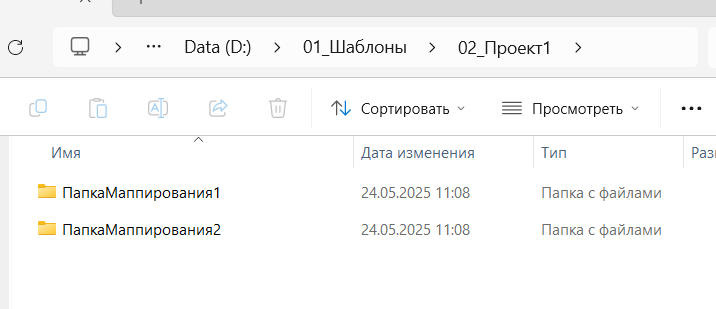 Data (D:) 01_Шаблоны 02_Проект1
Сортировать Просмотреть
Имя Дата изменения Тип
ПапкаМаппирования1 24.05.2025 11:08 Папка с файлами
ПапкаМаппирования2 24.05.2025 11:08 Папка с файлами